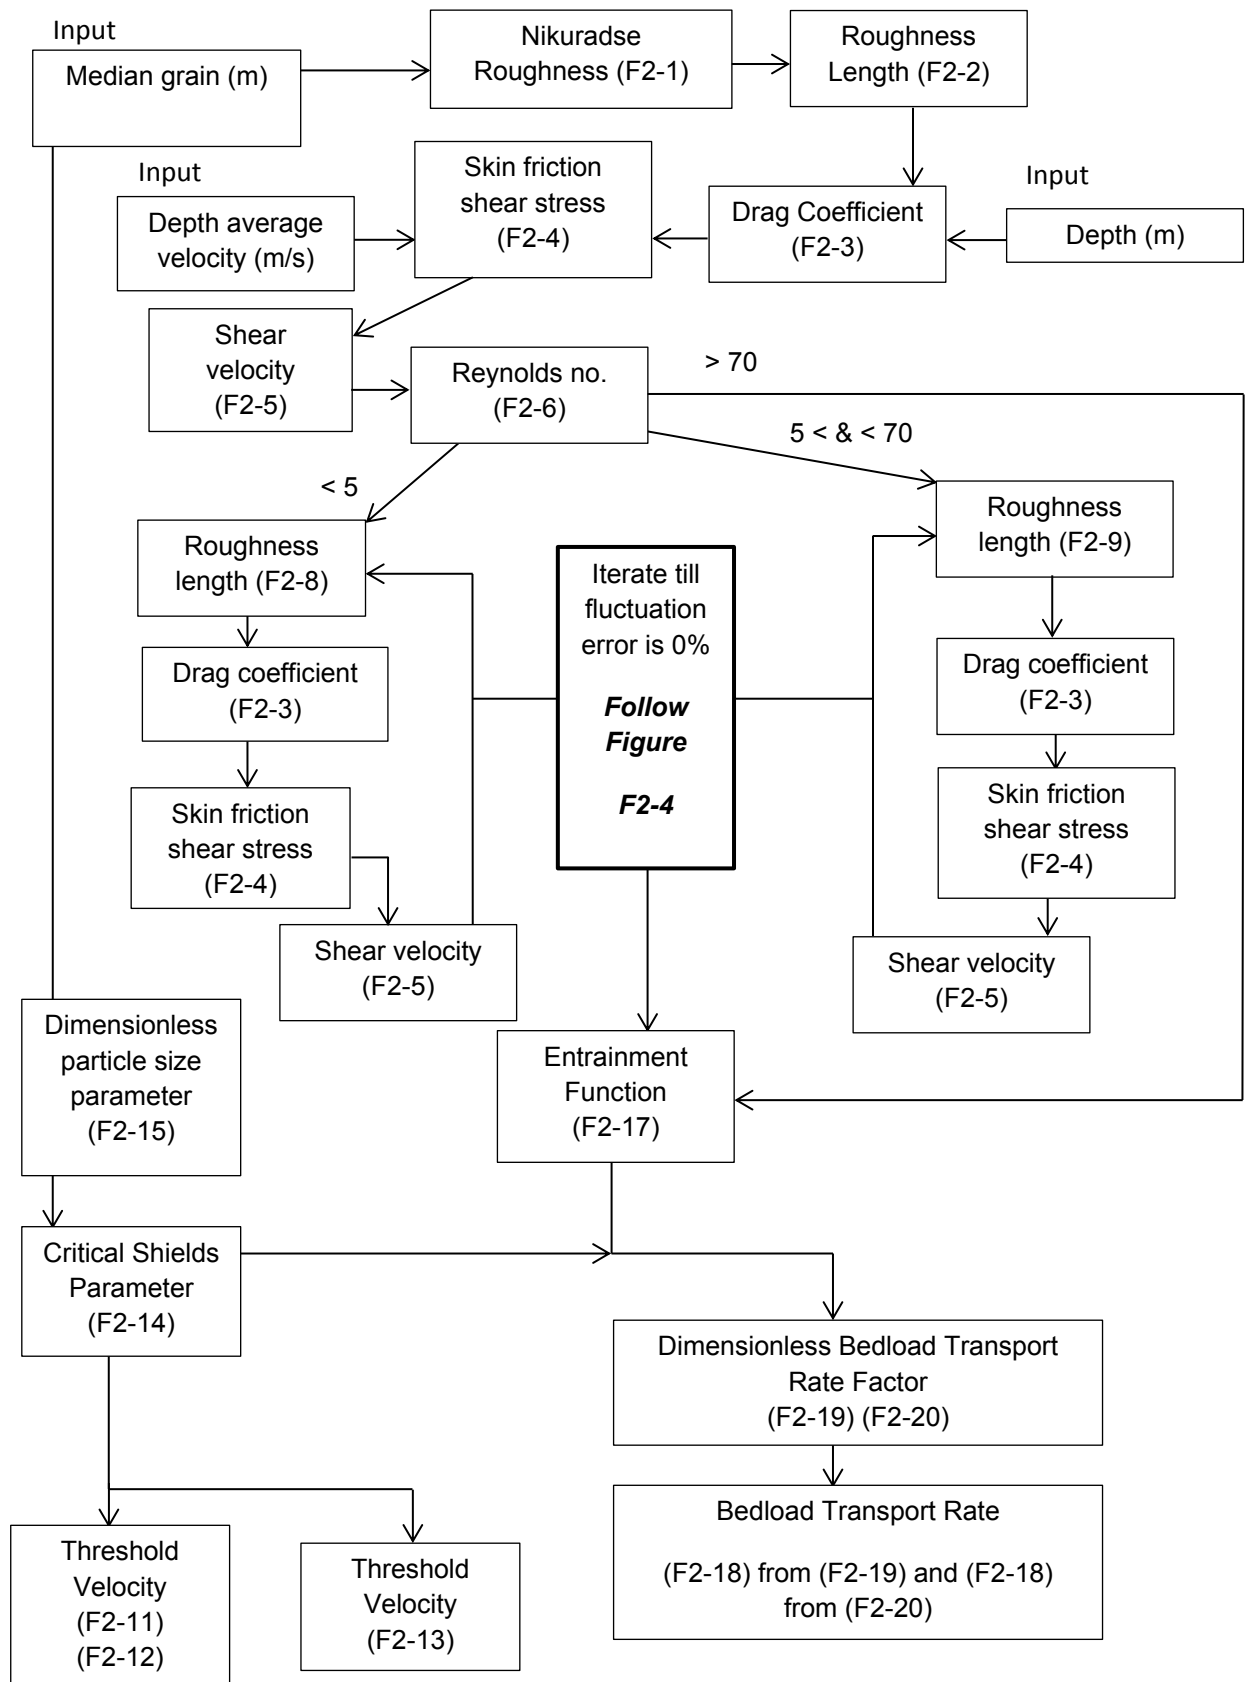 Input
Median grain (m)
Nikuradse
Roughness (F2-1)
Roughness
Length (F2-2)
Input
Depth average
velocity (m/s)
Skin friction
shear stress
(F2-4)
Drag Coefficient
(F2-3)
Input
Depth (m)
Shear
velocity
(F2-5)
Reynolds no.
(F2-6)
> 70
5 < & < 70
< 5
Roughness
length (F2-8)
Iterate till
fluctuation
error is 0%
Follow
Figure
F2-4
Roughness
length (F2-9)
Drag coefficient
(F2-3)
Drag coefficient
(F2-3)
Skin friction
shear stress
(F2-4)
Skin friction
shear stress
(F2-4)
Shear velocity
(F2-5)
Shear velocity
(F2-5)
Dimensionless
particle size
parameter
(F2-15)
Entrainment
Function
(F2-17)
Critical Shields
Parameter
(F2-14)
Dimensionless Bedload Transport
Rate Factor
(F2-19) (F2-20)
Bedload Transport Rate
(F2-18) from (F2-19) and (F2-18)
from (F2-20)
Threshold
Velocity
(F2-11)
(F2-12)
Threshold
Velocity
(F2-13)